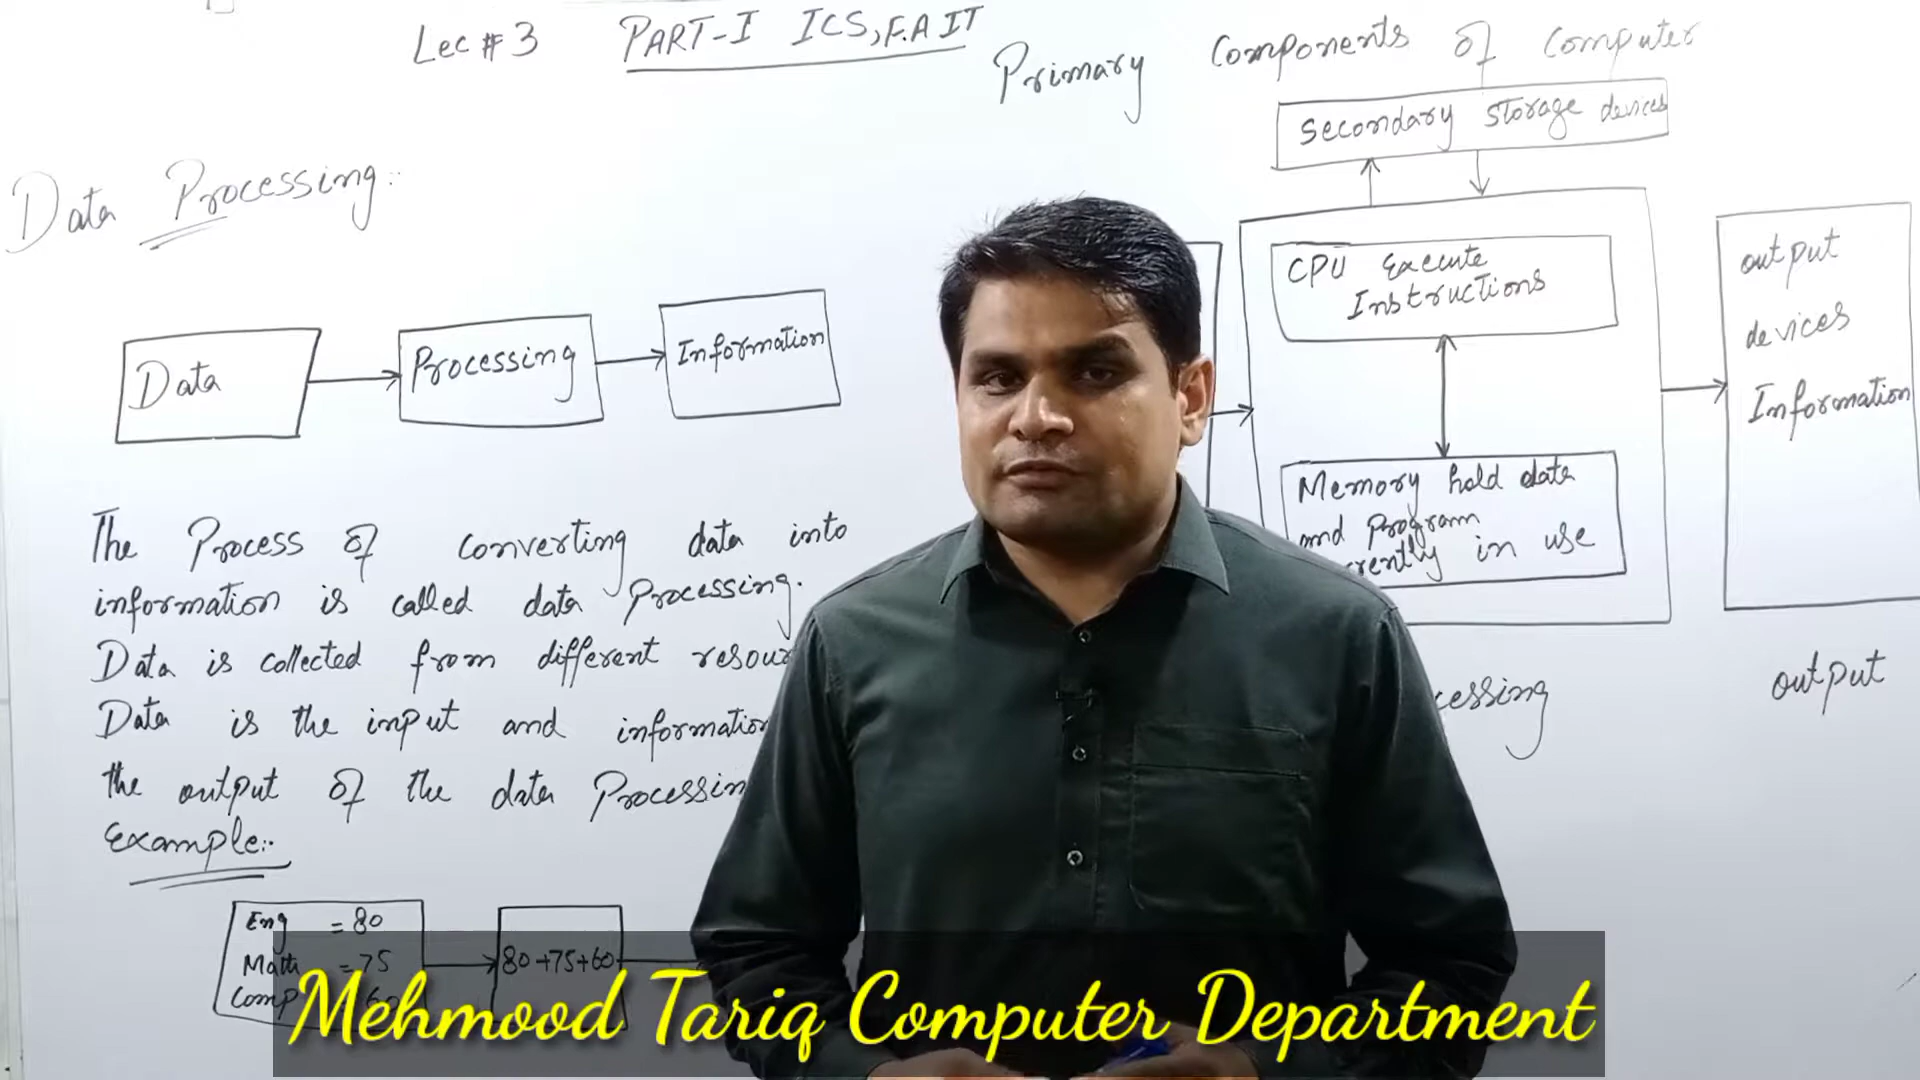 Lec # 3
PART-I ICS, F.A IT
Primary Components of Computer
Data Processing:
Data
Processing
Information
The Process of converting data into
information is called data Processing.
Data is collected from different
Data is the input and information
the output of the data
Example:
Eng = 80
Math = 75
Comp 60
80+75+60
Secondary storage devices
CPU Execute
Instructions
Memory hold data
and program
in use
output
devices
Information
output
Mehmood Tariq Computer Department